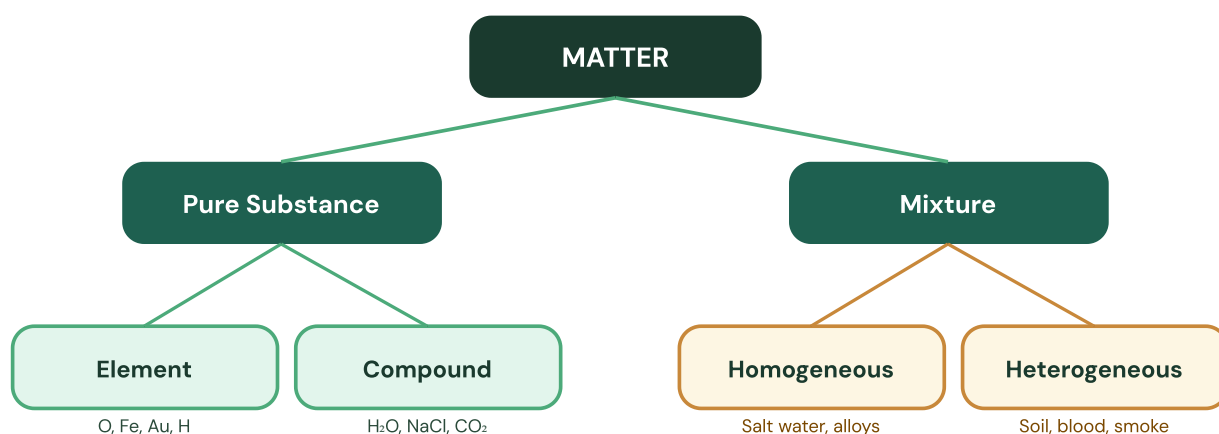 MATTER
Pure Substance
Mixture
Element
Compound
Homogeneous
Heterogeneous
O, Fe, Au, H
H₂O, NaCl, CO₂
Salt water, alloys
Soil, blood, smoke